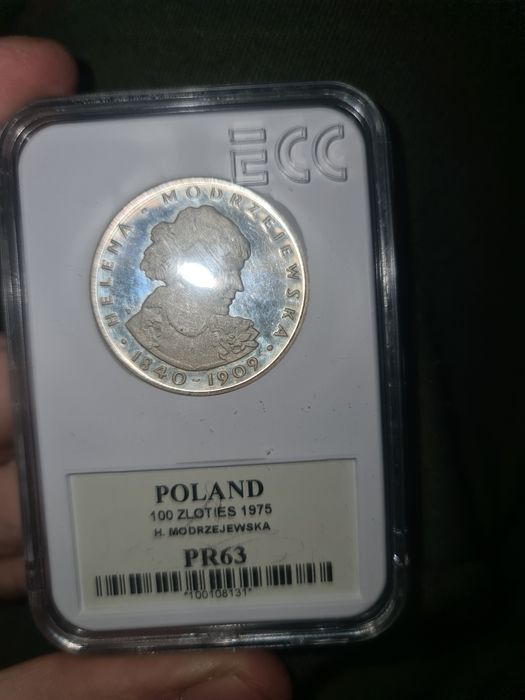 ECC
HELENA · MODRZEJEWSKA ·
1840-1909
POLAND
100 ZLOTIES 1975
H. MODRZEJEWSKA
PR63
*100108131*